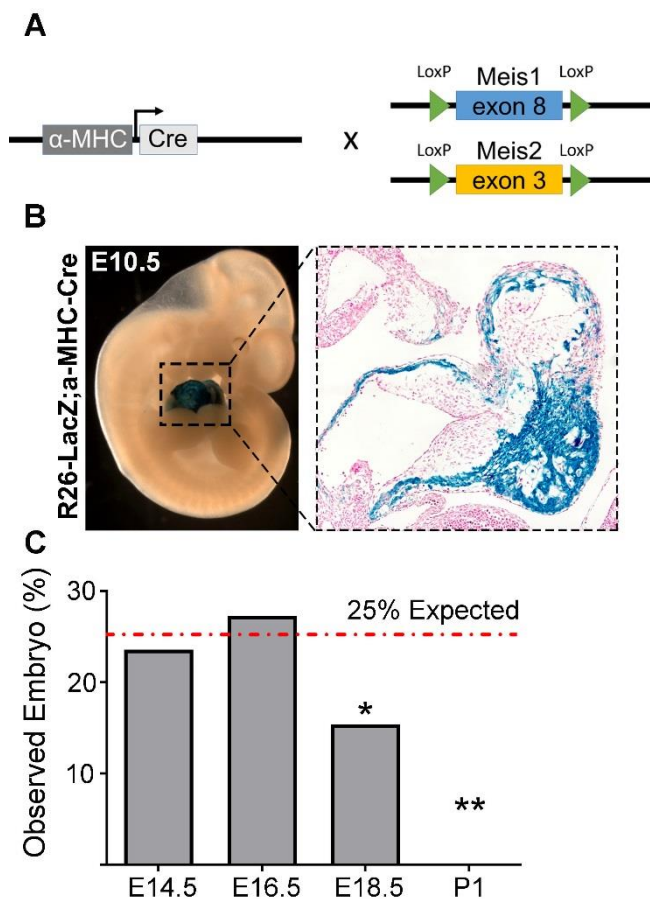 A
LoxP Meis1 LoxP
α-MHC Cre
exon 8
X
Meis2
LoxP LoxP
exon 3
B
R26-LacZ;a-MHC-Cre
E10.5
C
Observed Embryo (%)
30
25% Expected
20
*
10
**
E14.5 E16.5 E18.5 P1